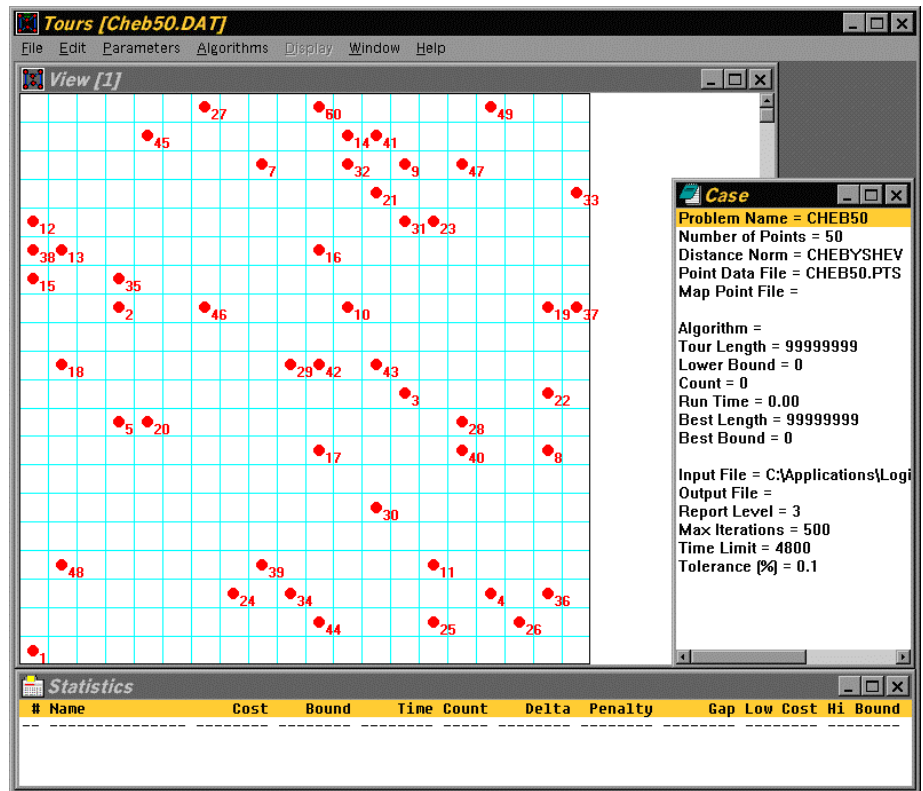 Tours [Cheb50.DAT]
File Edit Parameters Algorithms Display Window Help
View [1]
27 60 49
45 14 41
7 32 9 47
21 33
12 31 23
38 13 16
15 35
2 46 10 19 37
18 29 42 43
3 22
5 20 28
17 40 8
30
48 39 11
24 34 4 36
44 25 26
1
Case
Problem Name = CHEB50
Number of Points = 50
Distance Norm = CHEBYSHEV
Point Data File = CHEB50.PTS
Map Point File =
Algorithm =
Tour Length = 99999999
Lower Bound = 0
Count = 0
Run Time = 0.00
Best Length = 99999999
Best Bound = 0
Input File = C:\Applications\Logi
Output File =
Report Level = 3
Max Iterations = 500
Time Limit = 4800
Tolerance (%) = 0.1
Statistics
# Name Cost Bound Time Count Delta Penalty Gap Low Cost Hi Bound